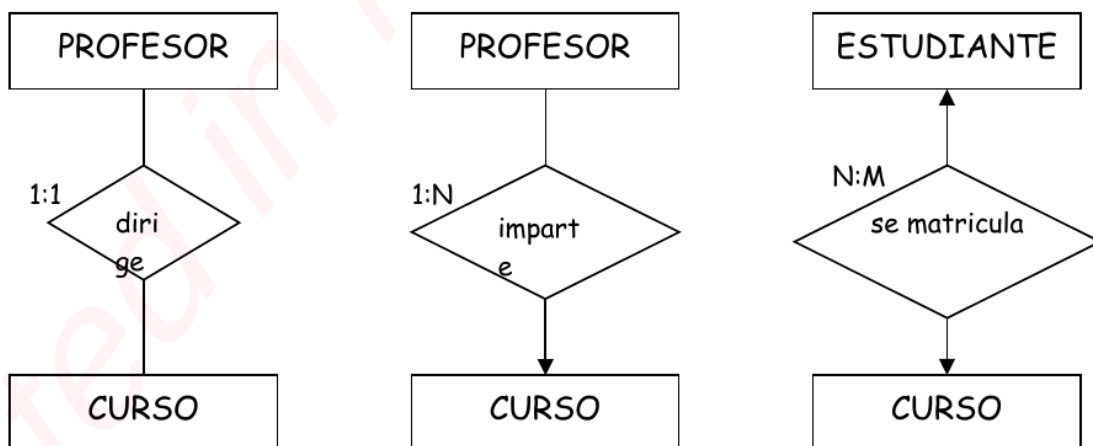 PROFESOR
1:1
diri
ge
CURSO
PROFESOR
1:N
impart
e
CURSO
ESTUDIANTE
N:M
se matricula
CURSO